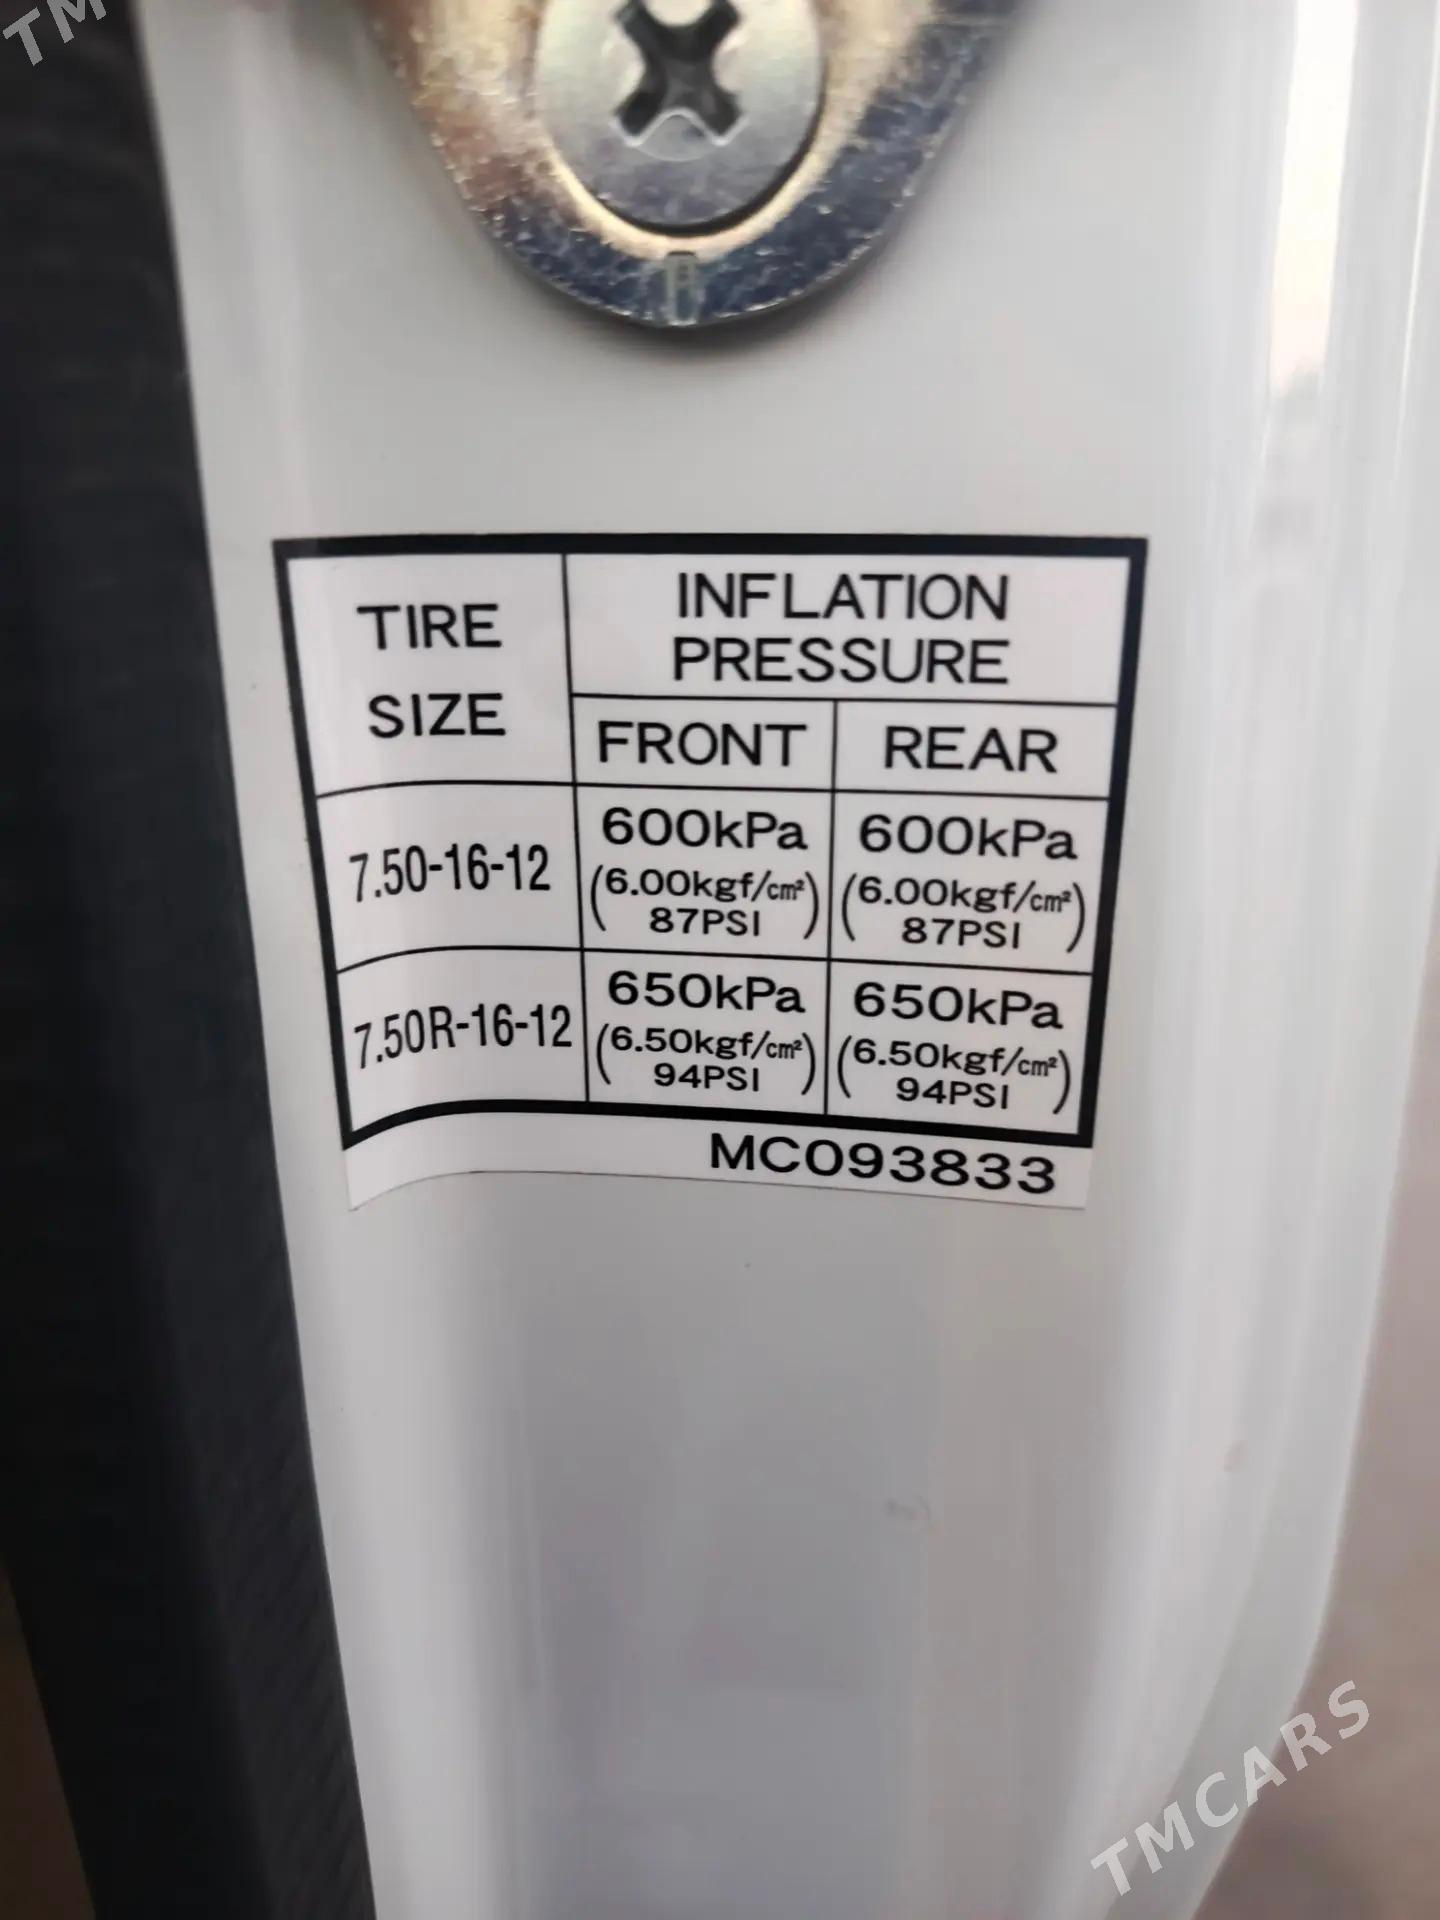 TM
TIRE
SIZE
INFLATION
PRESSURE
FRONT
REAR
7.50-16-12
600kPa
(6.00kgf/cm²
87PSI)
600kPa
(6.00kgf/cm²
87PSI)
7.50R-16-12
650kPa
(6.50kgf/cm²
94PSI)
650kPa
(6.50kgf/cm²
94PSI)
MC093833
TMCARS